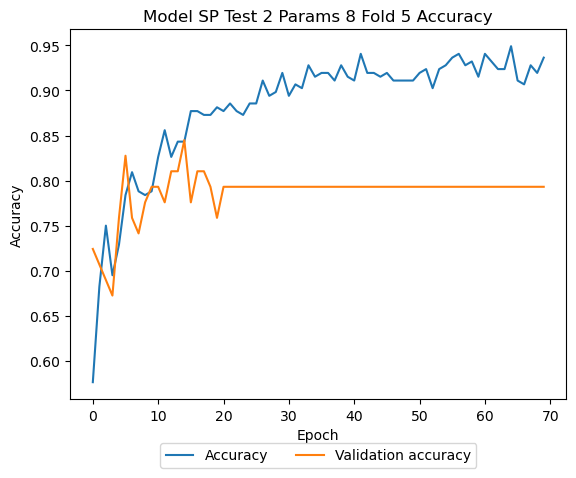 Model SP Test 2 Params 8 Fold 5 Accuracy
0.95
0.90
0.85
0.80
0.75
0.70
0.65
0.60
Accuracy
0 10 20 30 40 50 60 70
Epoch
Accuracy Validation accuracy